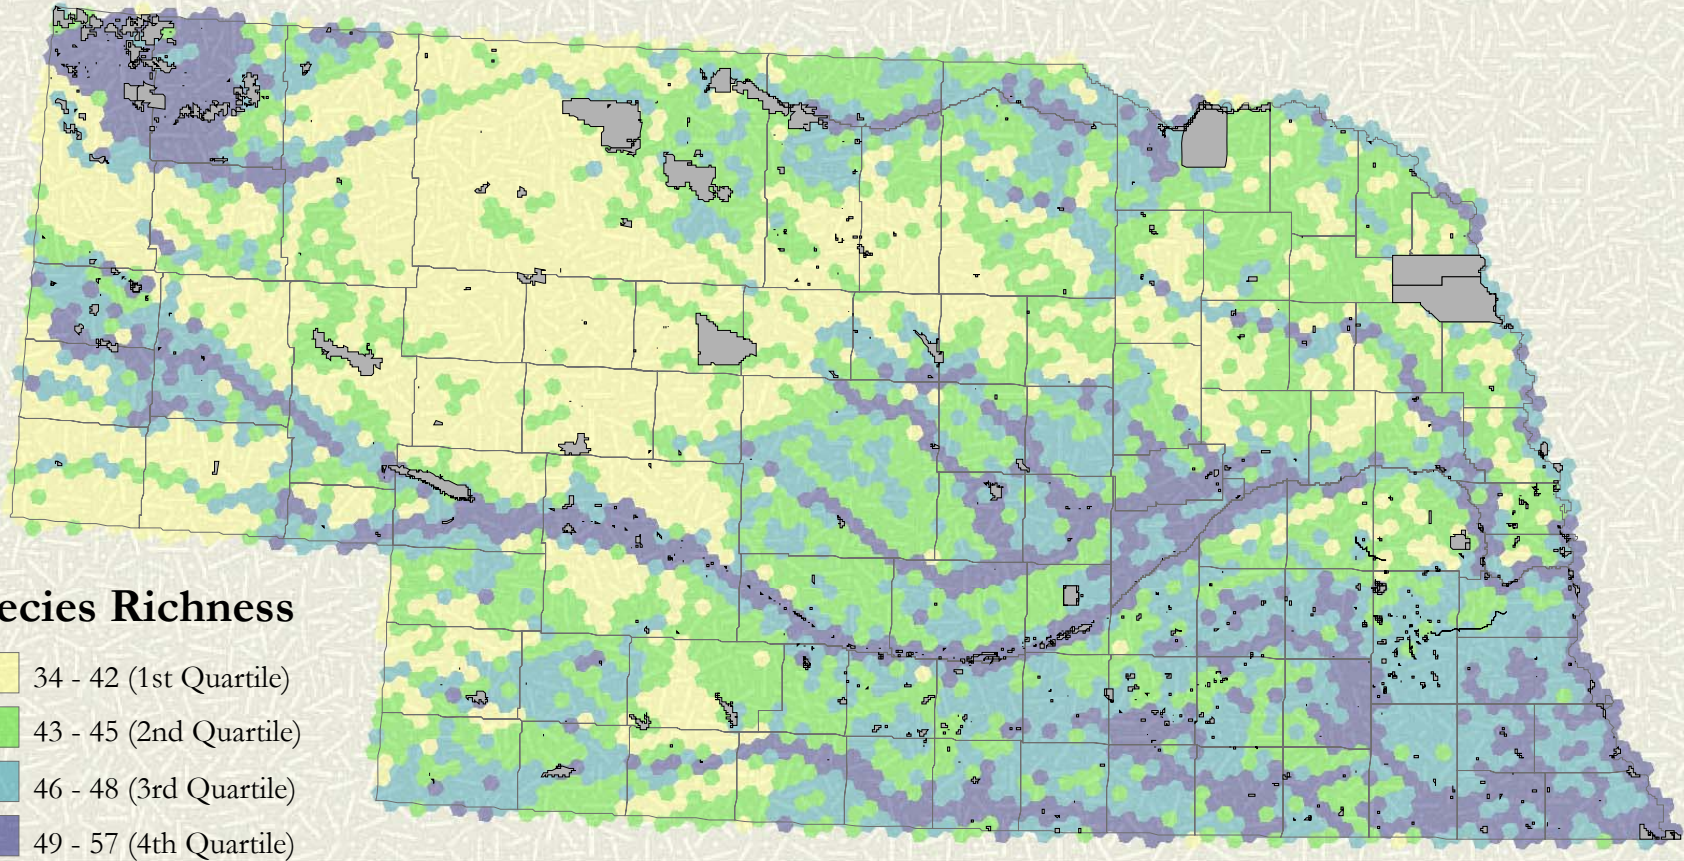 ecies Richness
34 - 42 (1st Quartile)
43 - 45 (2nd Quartile)
46 - 48 (3rd Quartile)
49 - 57 (4th Quartile)